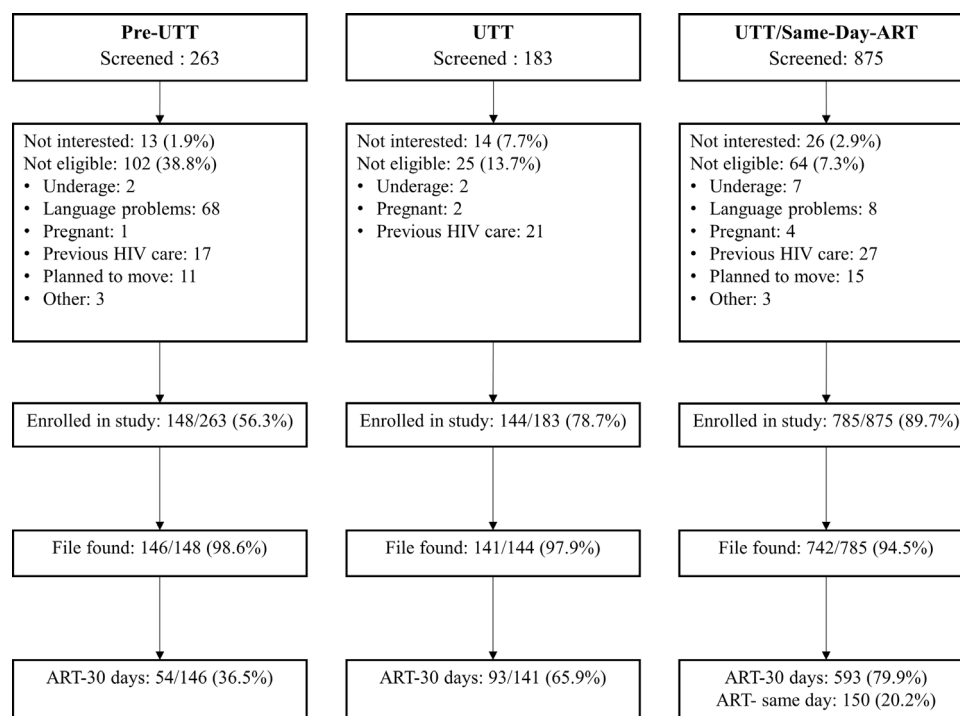 Pre-UTT
Screened : 263
Not interested: 13 (1.9%)
Not eligible: 102 (38.8%)
• Underage: 2
• Language problems: 68
• Pregnant: 1
• Previous HIV care: 17
• Planned to move: 11
• Other: 3
Enrolled in study: 148/263 (56.3%)
File found: 146/148 (98.6%)
ART-30 days: 54/146 (36.5%)
UTT
Screened : 183
Not interested: 14 (7.7%)
Not eligible: 25 (13.7%)
• Underage: 2
• Pregnant: 2
• Previous HIV care: 21
Enrolled in study: 144/183 (78.7%)
File found: 141/144 (97.9%)
ART-30 days: 93/141 (65.9%)
UTT/Same-Day-ART
Screened: 875
Not interested: 26 (2.9%)
Not eligible: 64 (7.3%)
• Underage: 7
• Language problems: 8
• Pregnant: 4
• Previous HIV care: 27
• Planned to move: 15
• Other: 3
Enrolled in study: 785/875 (89.7%)
File found: 742/785 (94.5%)
ART-30 days: 593 (79.9%)
ART- same day: 150 (20.2%)